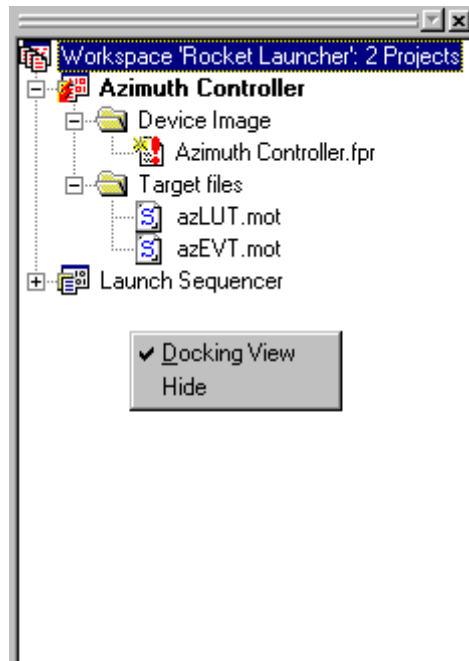 Workspace 'Rocket Launcher': 2 Projects
Azimuth Controller
Device Image
Azimuth Controller.fpr
Target files
azLUT.mot
azEVT.mot
Launch Sequencer
Docking View
Hide